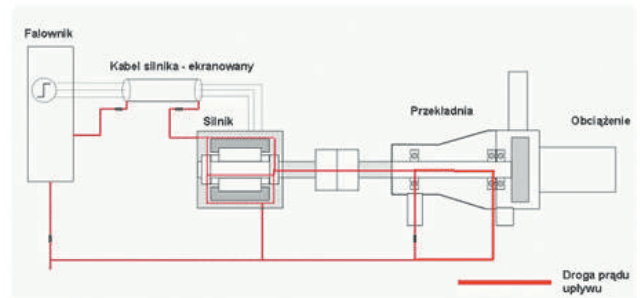 Falownik
Kabel silnika - ekranowany
Silnik
Przekładnia
Obciążenie
Droga prądu
upływu